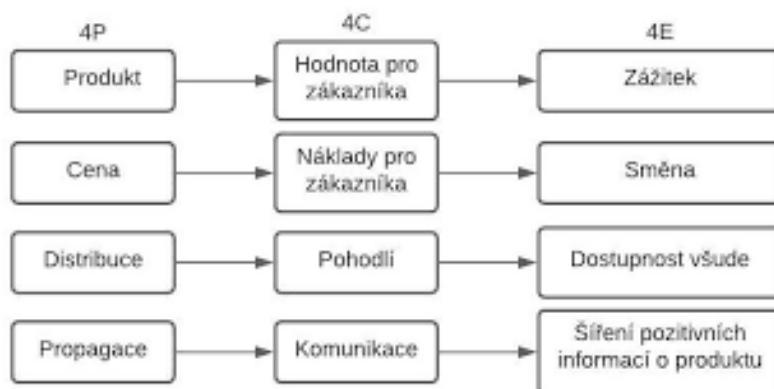 4P
4C
4E
Produkt
Hodnota pro
zákazníka
Zážitek
Cena
Náklady pro
zákazníka
Směna
Distribuce
Pohodlí
Dostupnost všude
Propagace
Komunikace
Šíření pozitivních
informací o produktu